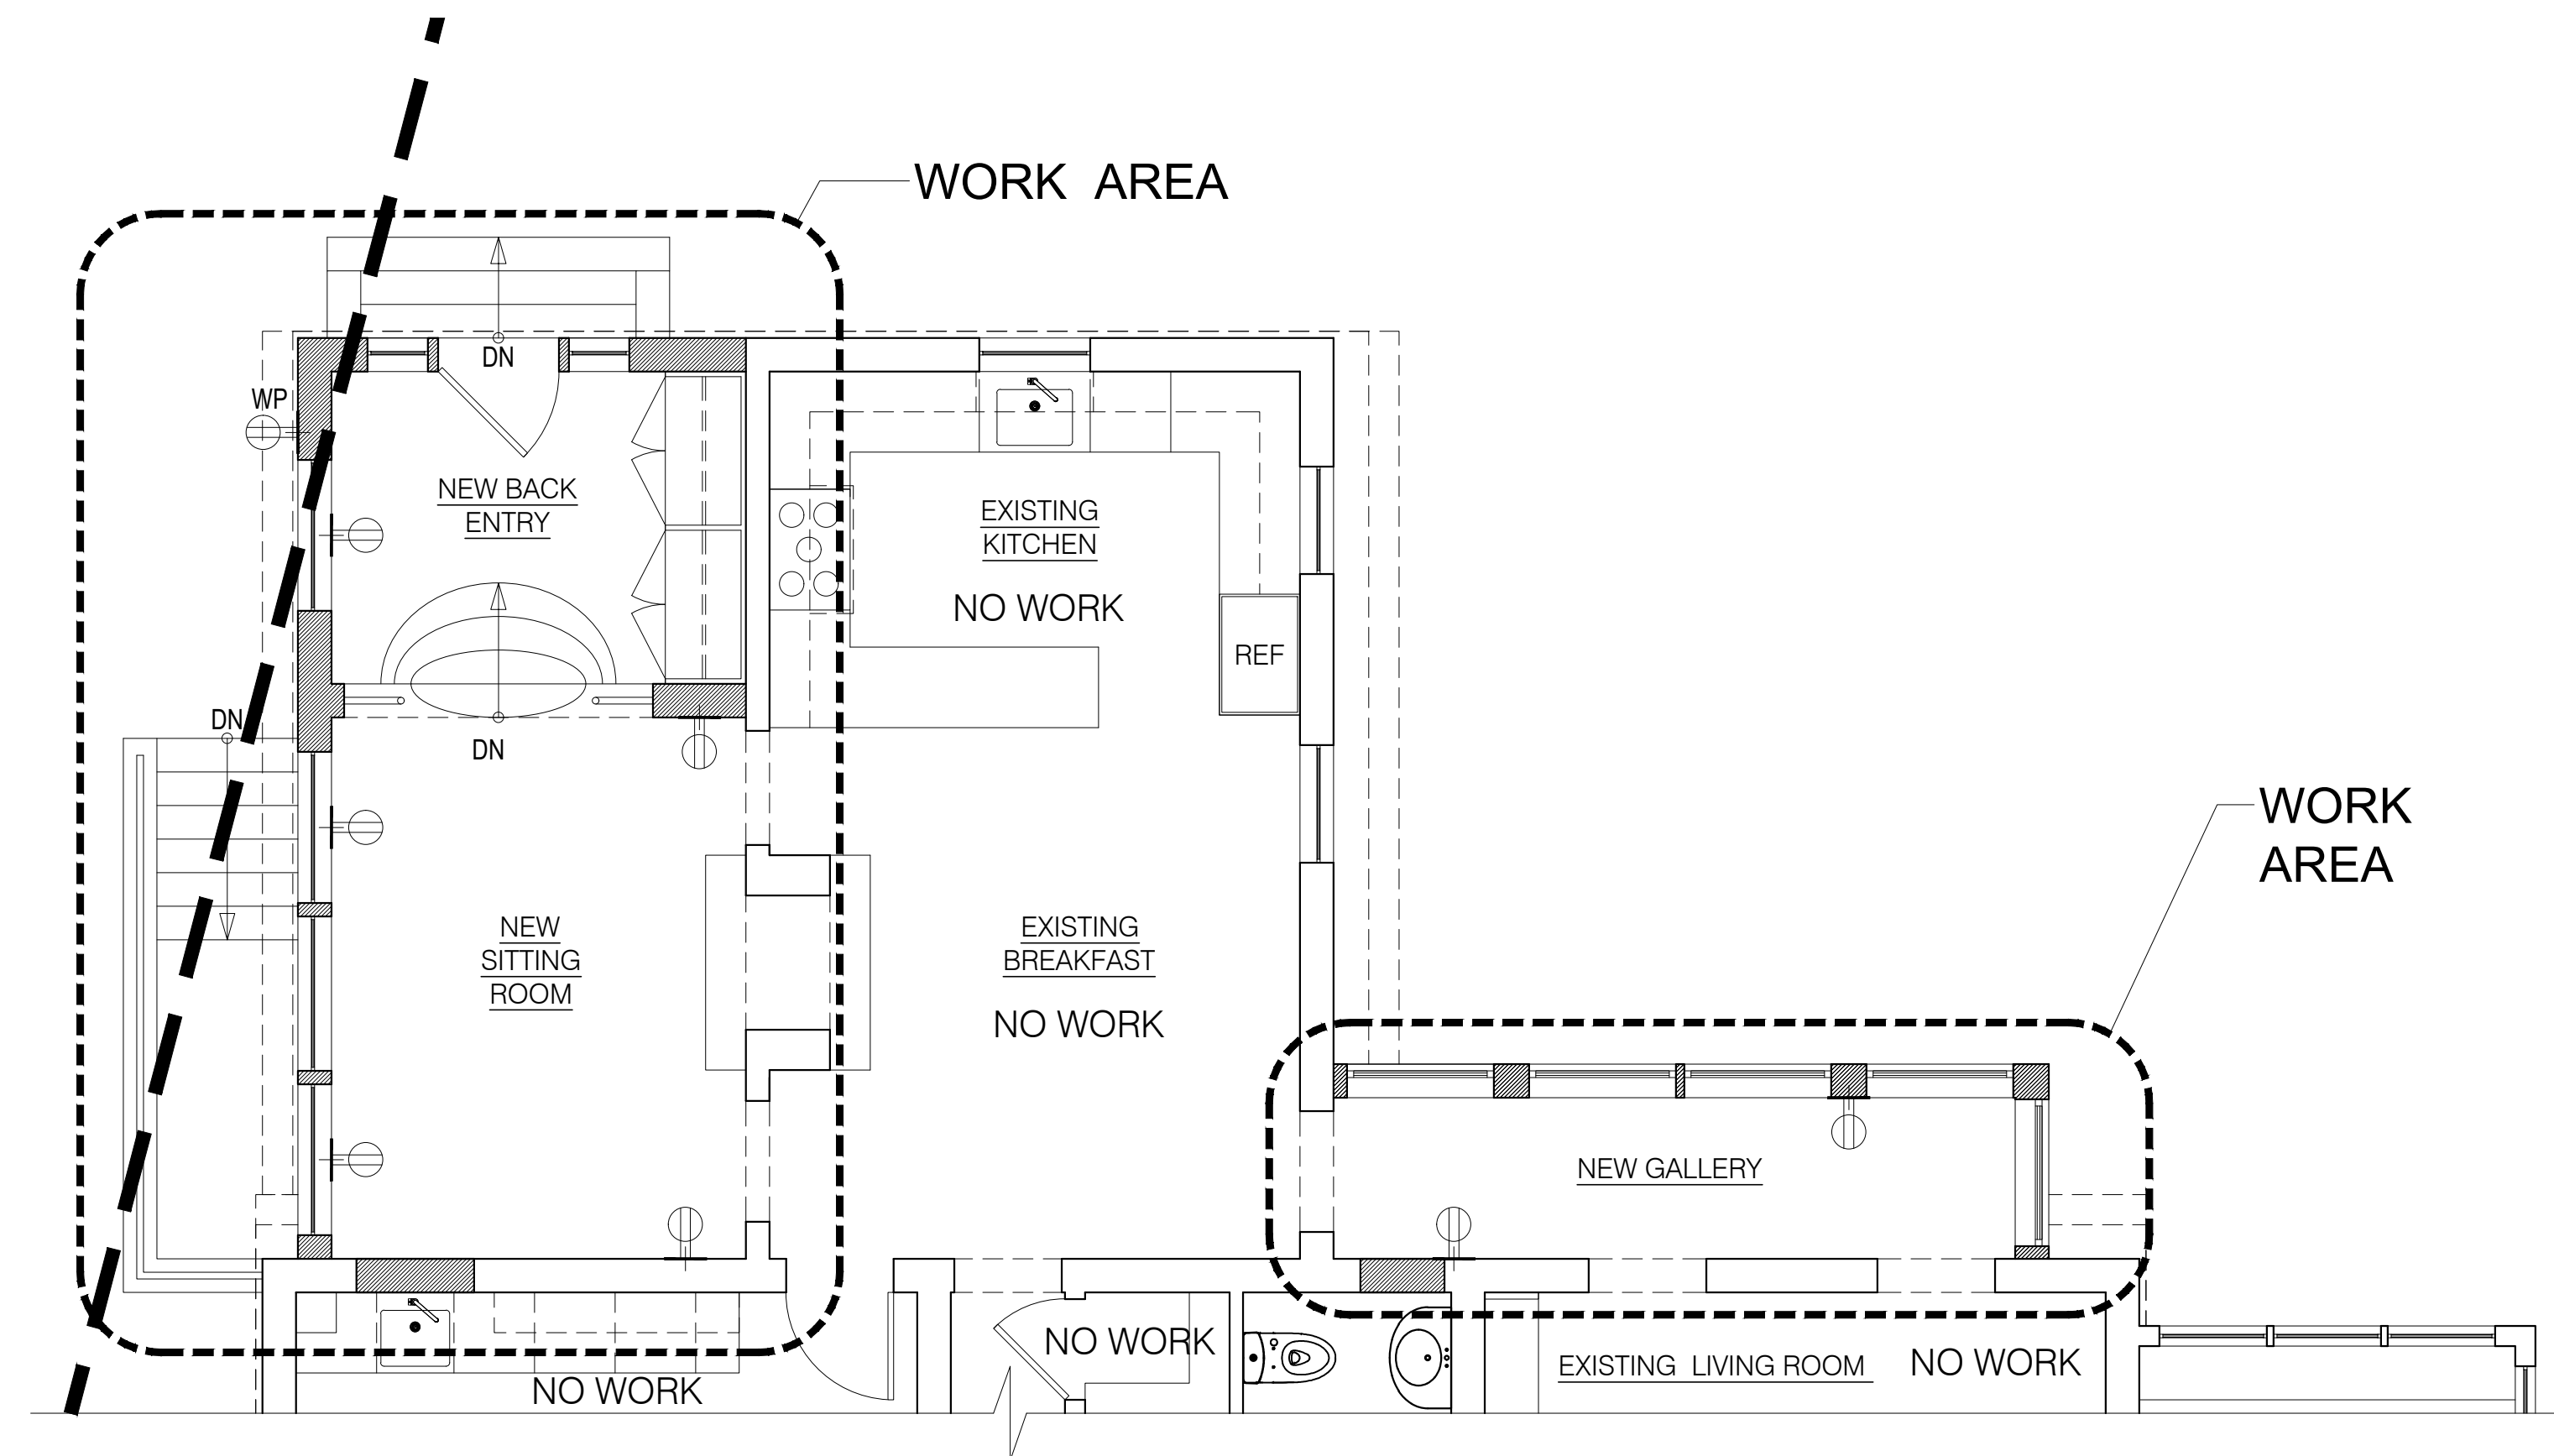 WORK AREA
DN
WP
NEW BACK
ENTRY
EXISTING
KITCHEN
NO WORK
REF
DN
DN
WORK
AREA
NEW
SITTING
ROOM
EXISTING
BREAKFAST
NO WORK
NEW GALLERY
NO WORK
EXISTING LIVING ROOM
NO WORK
NO WORK